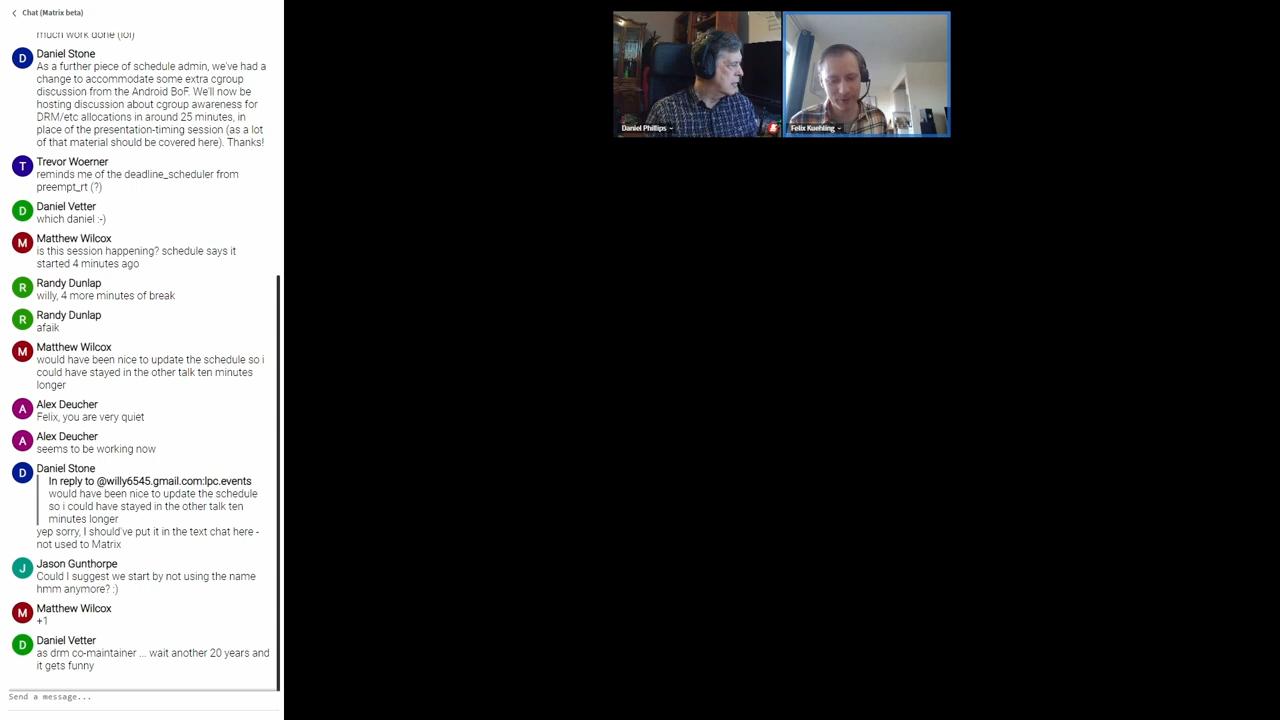 Chat (Matrix beta)
much work done (lol)
D
Daniel Stone
As a further piece of schedule admin, we've had a
change to accommodate some extra cgroup
discussion from the Android BoF. We'll now be
hosting discussion about cgroup awareness for
DRM/etc allocations in around 25 minutes, in
place of the presentation-timing session (as a lot
of that material should be covered here). Thanks!
T
Trevor Woerner
reminds me of the deadline_scheduler from
preempt_rt (?)
D
Daniel Vetter
which daniel :-)
M
Matthew Wilcox
is this session happening? schedule says it
started 4 minutes ago
R
Randy Dunlap
willy, 4 more minutes of break
R
Randy Dunlap
afaik
M
Matthew Wilcox
would have been nice to update the schedule so i
could have stayed in the other talk ten minutes
longer
A
Alex Deucher
Felix, you are very quiet
A
Alex Deucher
seems to be working now
D
Daniel Stone
In reply to @willy6545.gmail.com:lpc.events
would have been nice to update the schedule
so i could have stayed in the other talk ten
minutes longer
yep sorry, I should've put it in the text chat here -
not used to Matrix
J
Jason Gunthorpe
Could I suggest we start by not using the name
hmm anymore? :)
M
Matthew Wilcox
+1
D
Daniel Vetter
as drm co-maintainer ... wait another 20 years and
it gets funny
Send a message...
Daniel Phillips
Felix Kuehling